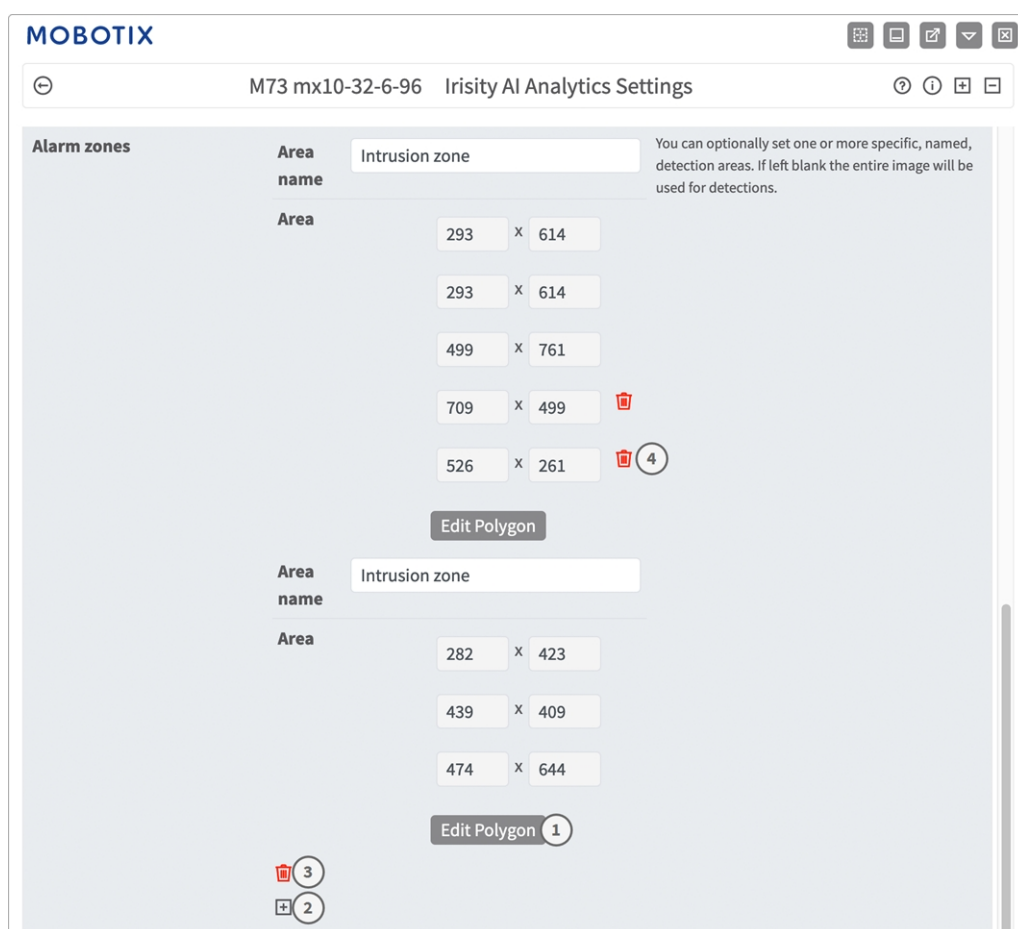 MOBOTIX
M73 mx10-32-6-96 Irisity AI Analytics Settings
Alarm zones
Area name
Intrusion zone
You can optionally set one or more specific, named,
detection areas. If left blank the entire image will be
used for detections.
Area
293 x 614
293 x 614
499 x 761
709 x 499
526 x 261 4
Edit Polygon
Area name
Intrusion zone
Area
282 x 423
439 x 409
474 x 644
Edit Polygon 1
3
2